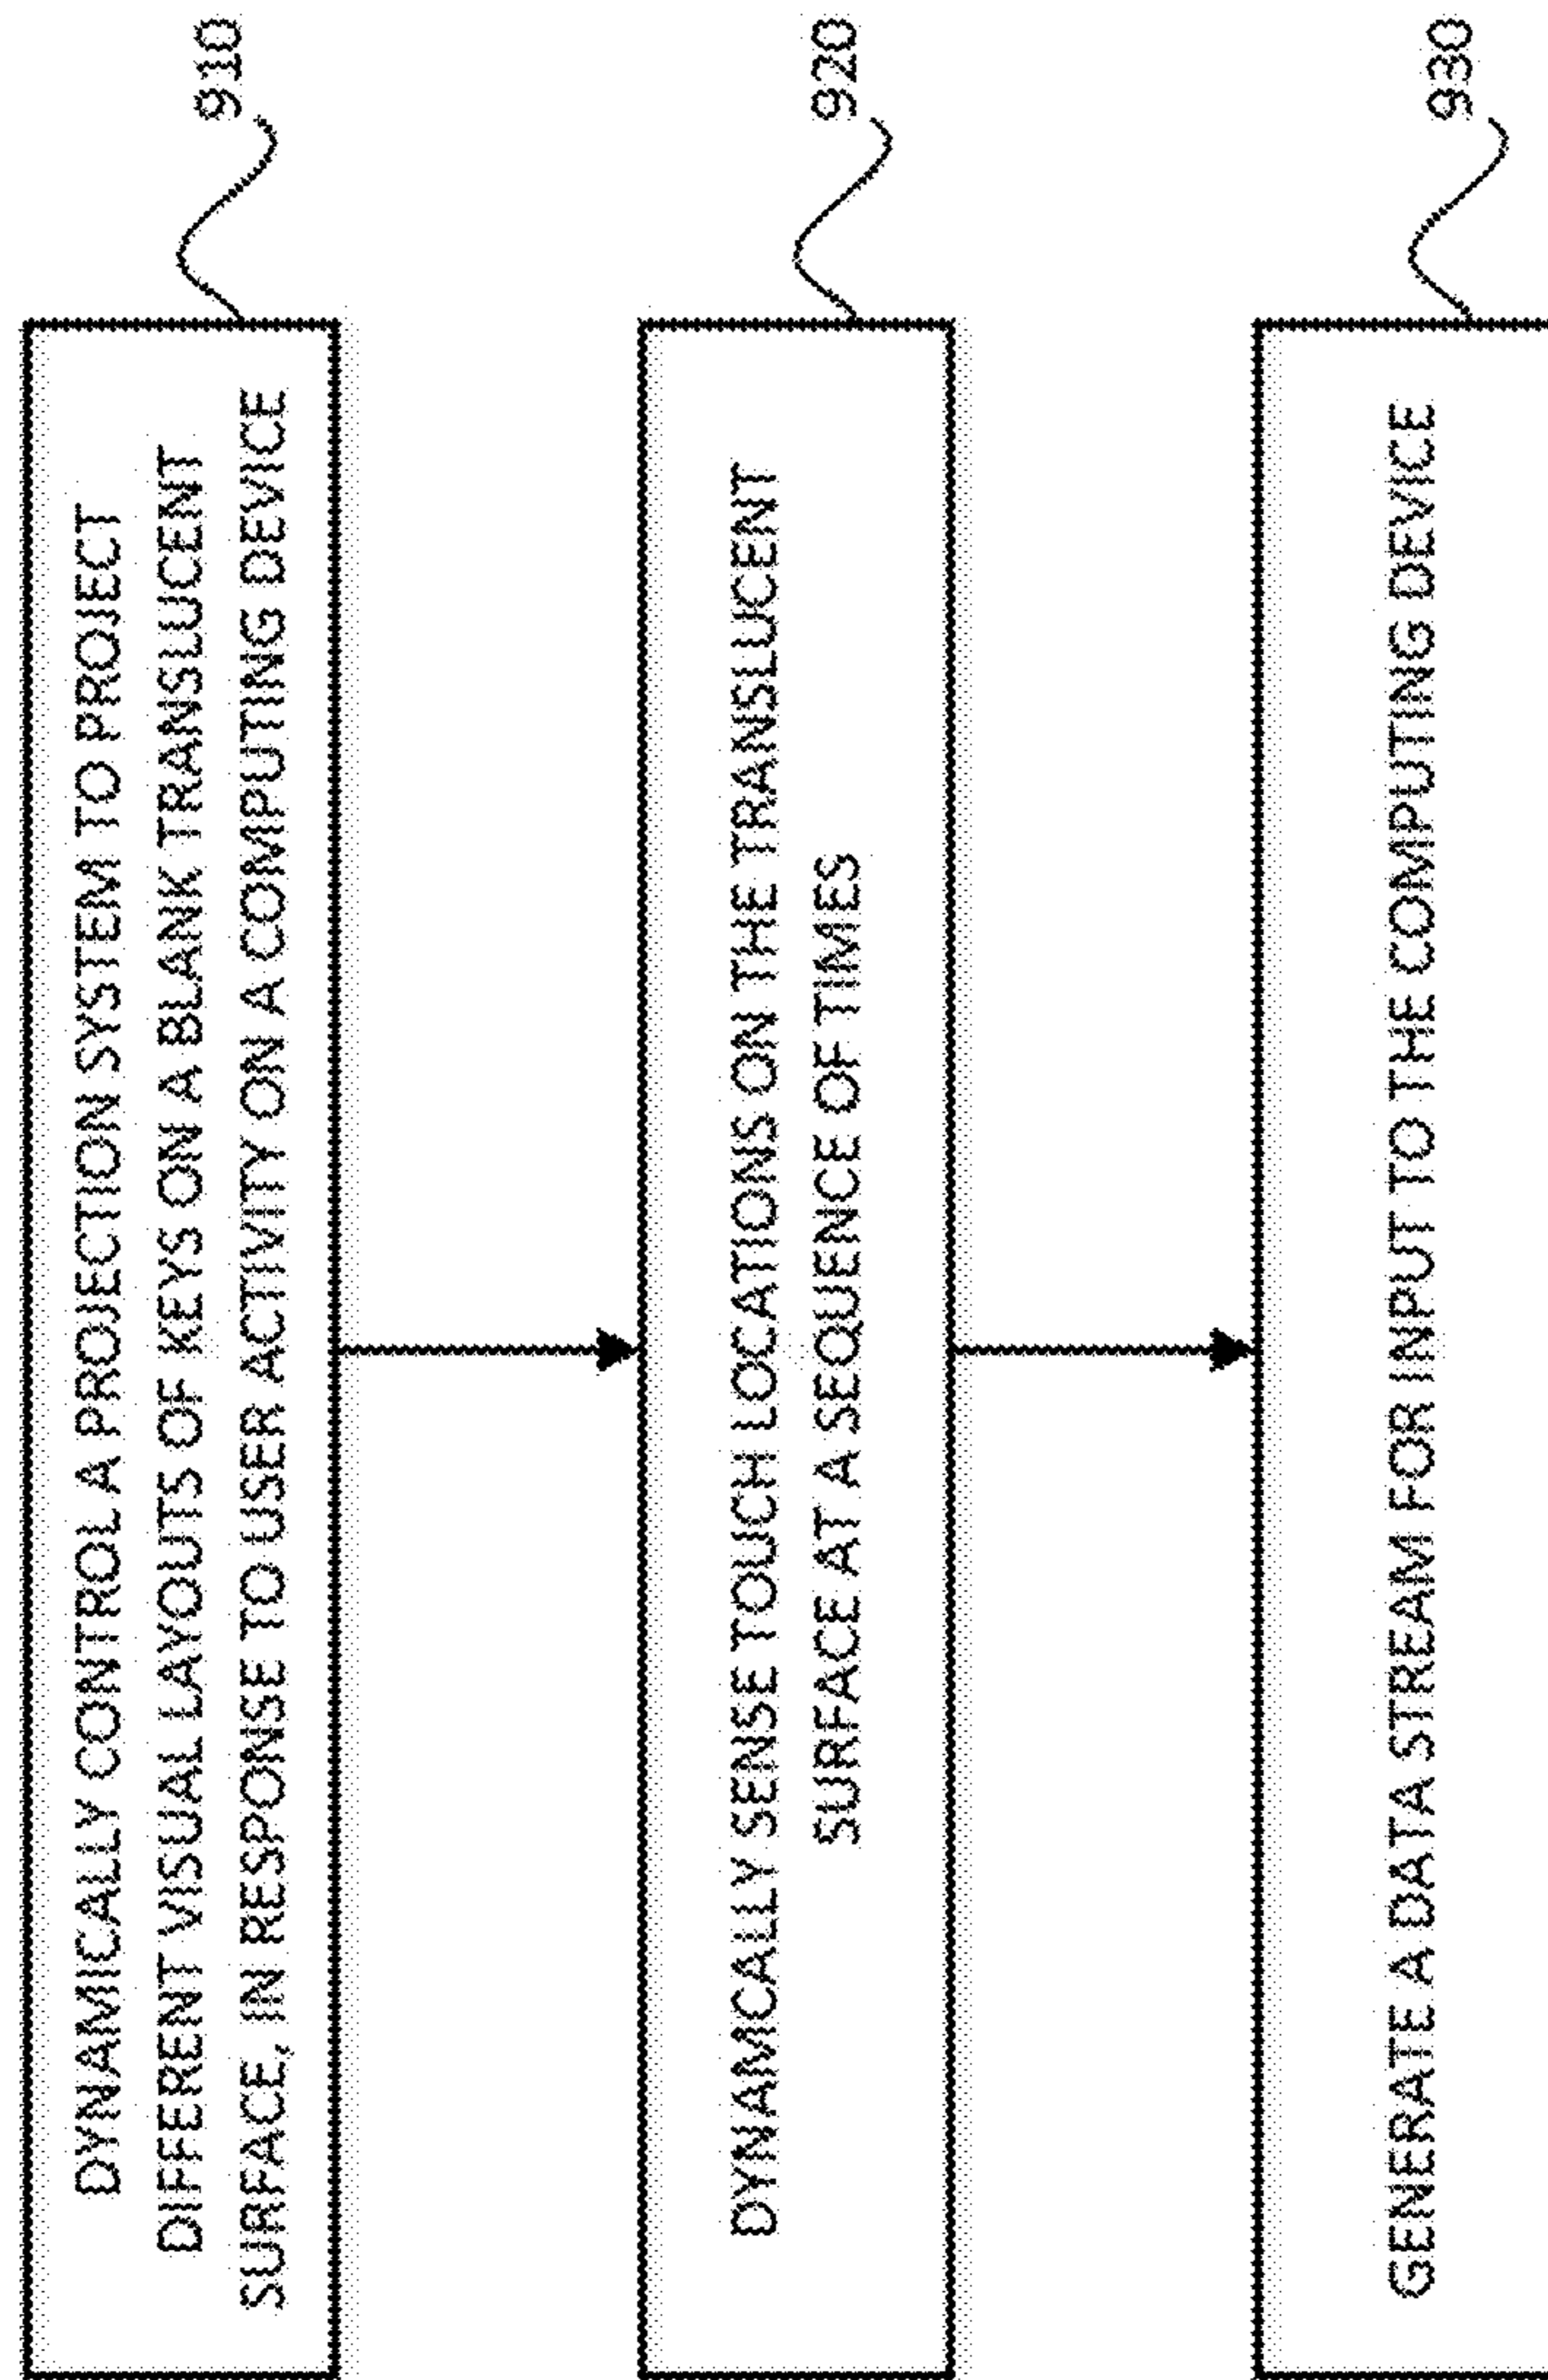 DYNAMICALLY CONTROL A PROJECTION SYSTEM TO PROJECT
DIFFERENT VISUAL LAYOUTS OF KEYS ON A BLANK TRANSLUCENT
SURFACE, IN RESPONSE TO USER ACTIVITY ON A COMPUTING DEVICE
910
DYNAMICALLY SENSE TOUCH LOCATIONS ON THE TRANSLUCENT
SURFACE AT A SEQUENCE OF TIMES
920
GENERATE A DATA STREAM FOR INPUT TO THE COMPUTING DEVICE
930